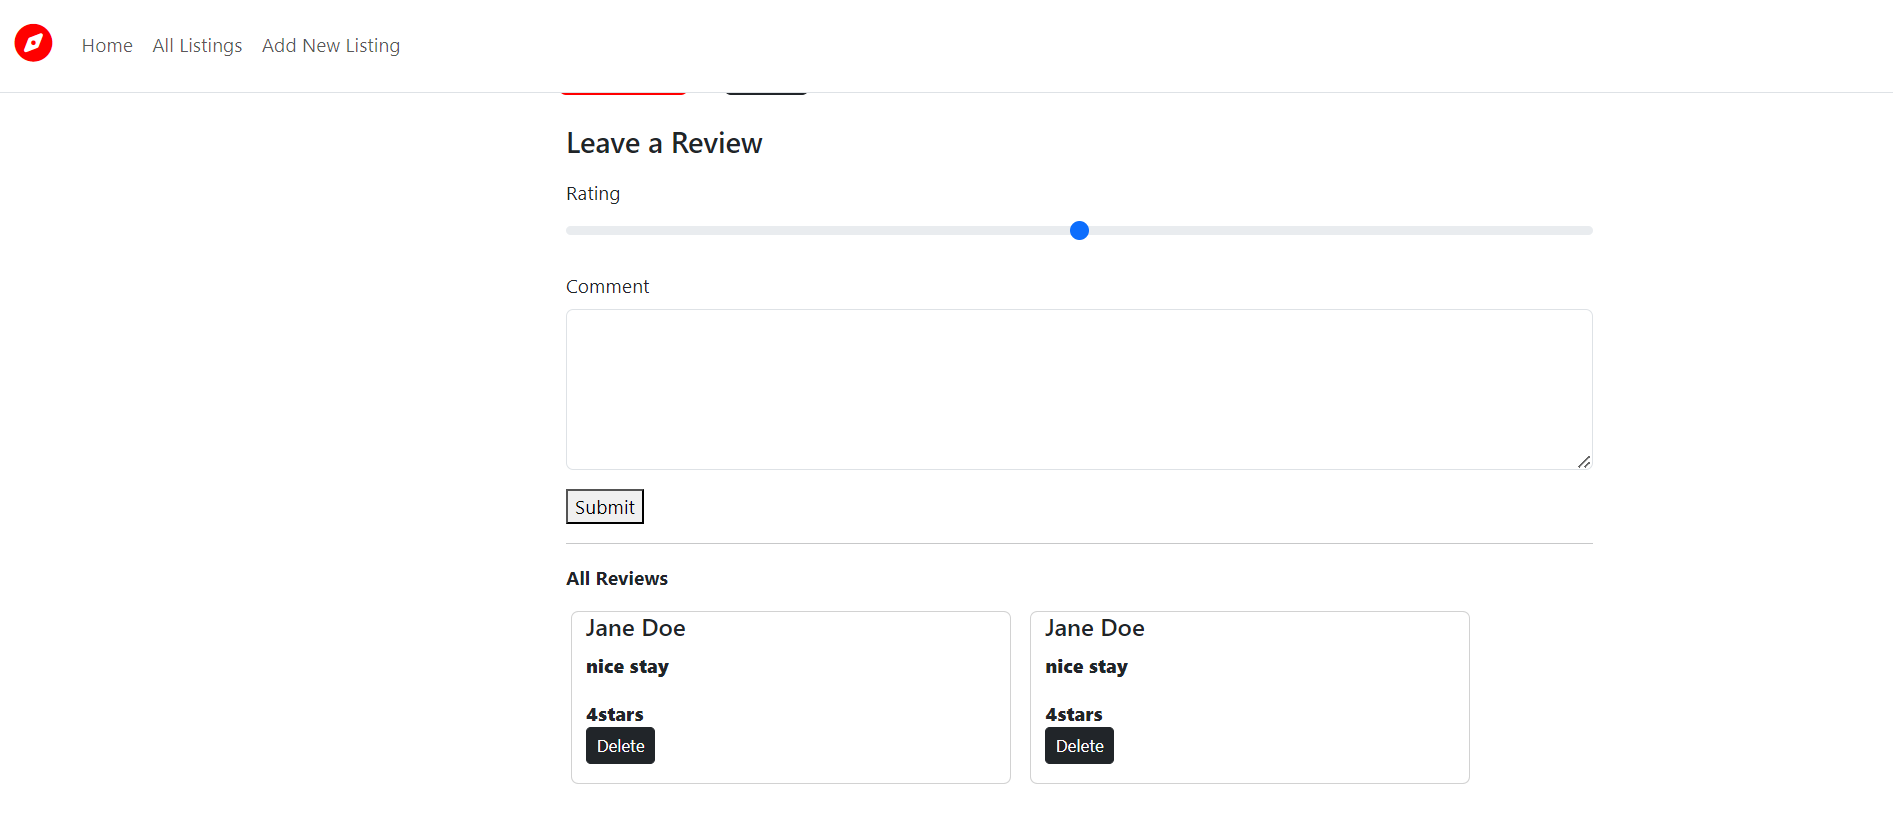 Home All Listings Add New Listing
Leave a Review
Rating
Comment
Submit
All Reviews
Jane Doe
nice stay
4stars
Delete
Jane Doe
nice stay
4stars
Delete